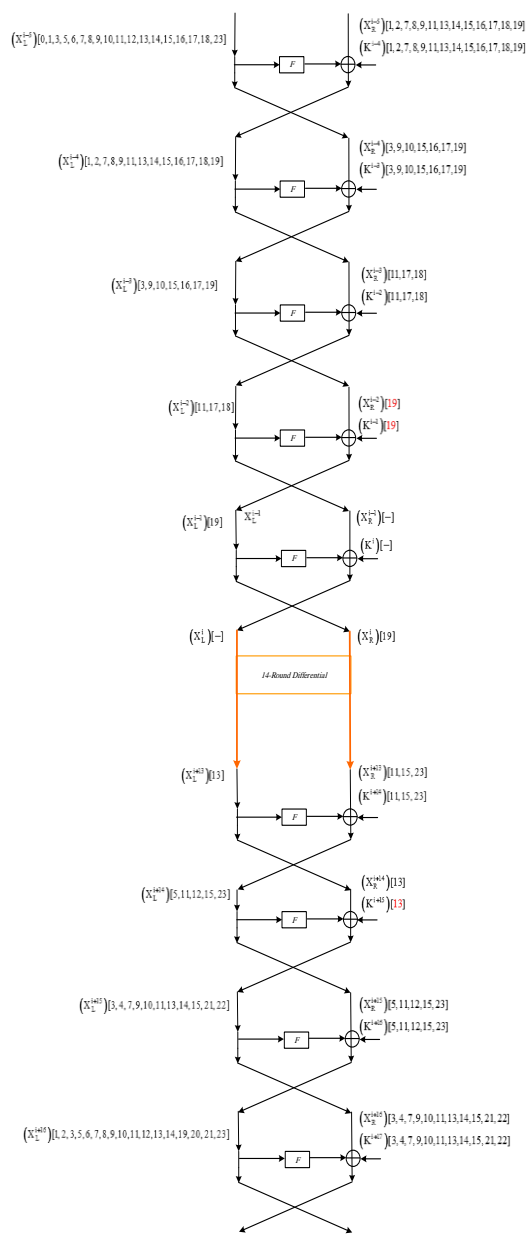 (X_L^{i-5})[0,1,3,5,6,7,8,9,10,11,12,13,14,15,16,17,18,23]
(X_R^{i-5})[1,2,7,8,9,11,13,14,15,16,17,18,19]
(K^{i-4})[1,2,7,8,9,11,13,14,15,16,17,18,19]
F
(X_L^{i-4})[1,2,7,8,9,11,13,14,15,16,17,18,19]
(X_R^{i-4})[3,9,10,15,16,17,19]
(K^{i-3})[3,9,10,15,16,17,19]
F
(X_L^{i-3})[3,9,10,15,16,17,19]
(X_R^{i-3})[11,17,18]
(K^{i-2})[11,17,18]
F
(X_L^{i-2})[11,17,18]
(X_R^{i-2})[19]
(K^{i-1})[19]
F
(X_L^{i-1})[19]
X_L^{i-1}
(X_R^{i-1})[−]
(K^i)[−]
F
(X_L^i)[−]
(X_R^i)[19]
14-Round Differential
(X_L^{i+13})[13]
(X_R^{i+13})[11,15,23]
(K^{i+14})[11,15,23]
F
(X_L^{i+14})[5,11,12,15,23]
(X_R^{i+14})[13]
(K^{i+15})[13]
F
(X_L^{i+15})[3,4,7,9,10,11,13,14,15,21,22]
(X_R^{i+15})[5,11,12,15,23]
(K^{i+16})[5,11,12,15,23]
F
(X_L^{i+16})[1,2,3,5,6,7,8,9,10,11,12,13,14,19,20,21,23]
(X_R^{i+16})[3,4,7,9,10,11,13,14,15,21,22]
(K^{i+17})[3,4,7,9,10,11,13,14,15,21,22]
F